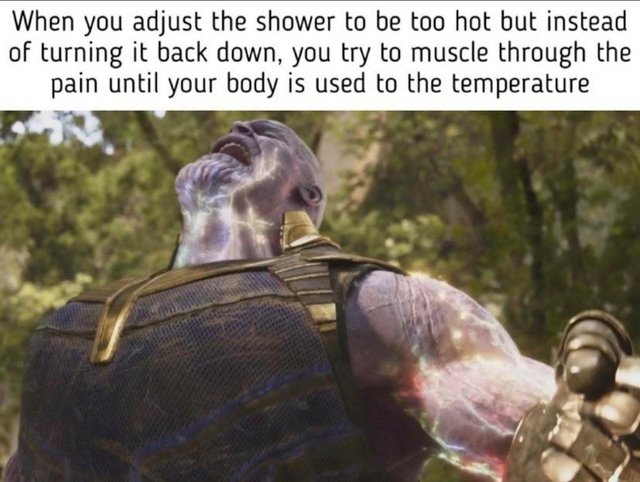 When you adjust the shower to be too hot but instead
of turning it back down, you try to muscle through the
pain until your body is used to the temperature